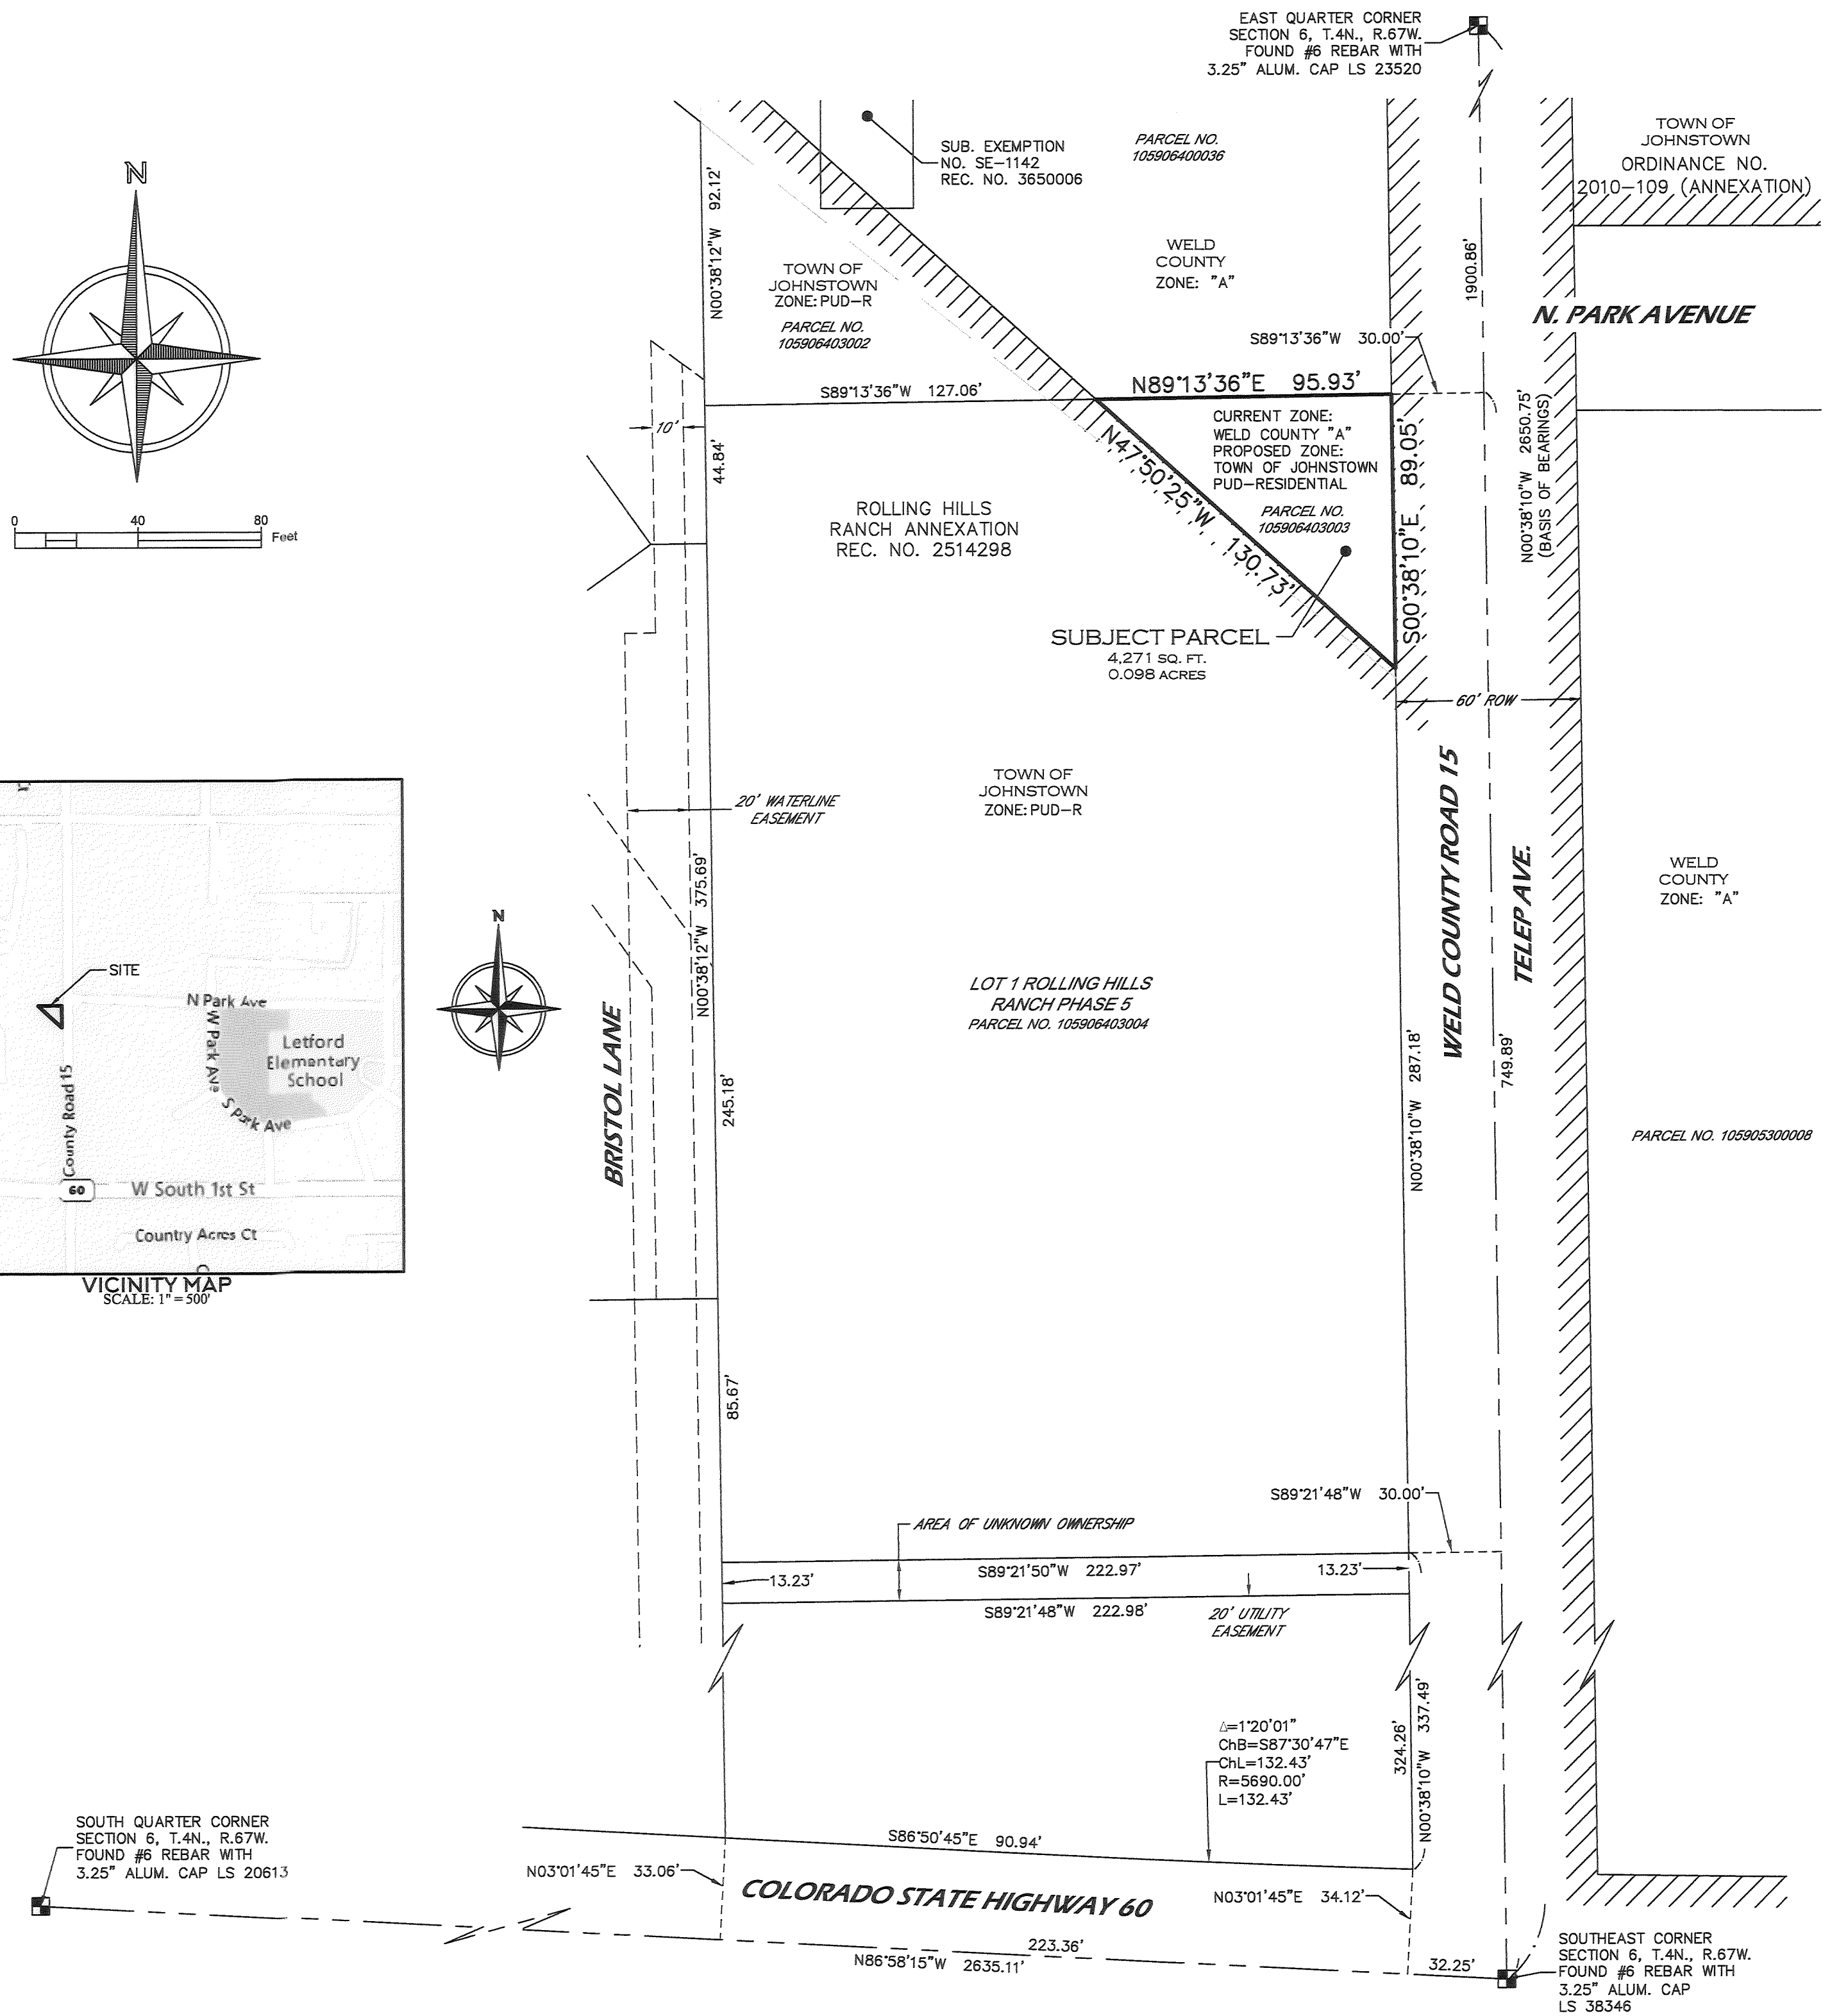 EAST QUARTER CORNER
SECTION 6, T.4N., R.67W.
FOUND #6 REBAR WITH
3.25" ALUM. CAP LS 23520
TOWN OF
JOHNSTOWN
ORDINANCE NO.
2010-109 (ANNEXATION)
SUB. EXEMPTION
NO. SE-1142
REC. NO. 3650006
PARCEL NO.
105906400036
N
N00°38'12"W 92.12'
TOWN OF
JOHNSTOWN
ZONE: PUD-R
PARCEL NO.
105906403002
WELD
COUNTY
ZONE: "A"
1900.86'
N. PARK AVENUE
S89°13'36"W 30.00'
S89°13'36"W 127.06'
N89°13'36"E 95.93'
CURRENT ZONE:
WELD COUNTY "A"
PROPOSED ZONE:
TOWN OF JOHNSTOWN
PUD-RESIDENTIAL
PARCEL NO.
105906403003
N47°50'25"W 130.73'
S00°38'10"E 89.05'
N00°38'10"W 2650.75'
(BASIS OF BEARINGS)
10'
44.84'
0 40 80
Feet
ROLLING HILLS
RANCH ANNEXATION
REC. NO. 2514298
SUBJECT PARCEL
4,271 SQ. FT.
0.098 ACRES
60' ROW
TOWN OF
JOHNSTOWN
ZONE: PUD-R
20' WATERLINE
EASEMENT
N00°38'12"W 375.69'
WELD COUNTY ROAD 15
TELEP AVE.
WELD
COUNTY
ZONE: "A"
SITE
N Park Ave
W Park Ave
S Park Ave
Letford
Elementary
School
County Road 15
60
W South 1st St
Country Acres Ct
VICINITY MAP
SCALE: 1" = 500'
N
BRISTOL LANE
LOT 1 ROLLING HILLS
RANCH PHASE 5
PARCEL NO. 105906403004
245.18'
N00°38'10"W 287.18'
749.89'
PARCEL NO. 105905300008
85.67'
S89°21'48"W 30.00'
AREA OF UNKNOWN OWNERSHIP
13.23'
S89°21'50"W 222.97'
13.23'
S89°21'48"W 222.98'
20' UTILITY
EASEMENT
Δ=1°20'01"
ChB=S87°30'47"E
ChL=132.43'
R=5690.00'
L=132.43'
324.26'
N00°38'10"W 337.49'
SOUTH QUARTER CORNER
SECTION 6, T.4N., R.67W.
FOUND #6 REBAR WITH
3.25" ALUM. CAP LS 20613
S86°50'45"E 90.94'
N03°01'45"E 33.06'
COLORADO STATE HIGHWAY 60
N03°01'45"E 34.12'
223.36'
N86°58'15"W 2635.11'
32.25'
SOUTHEAST CORNER
SECTION 6, T.4N., R.67W.
FOUND #6 REBAR WITH
3.25" ALUM. CAP
LS 38346